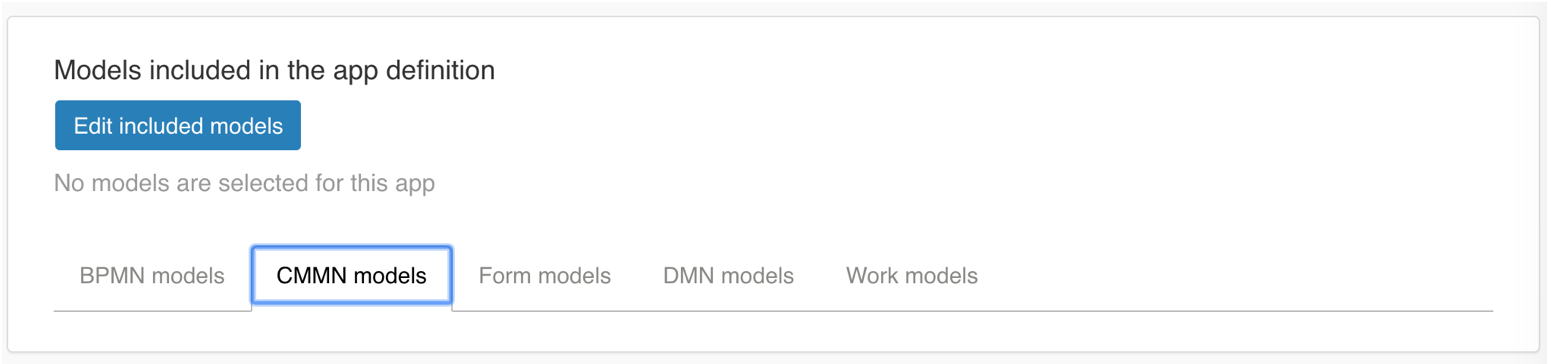 Models included in the app definition
Edit included models
No models are selected for this app
BPMN models CMMN models Form models DMN models Work models